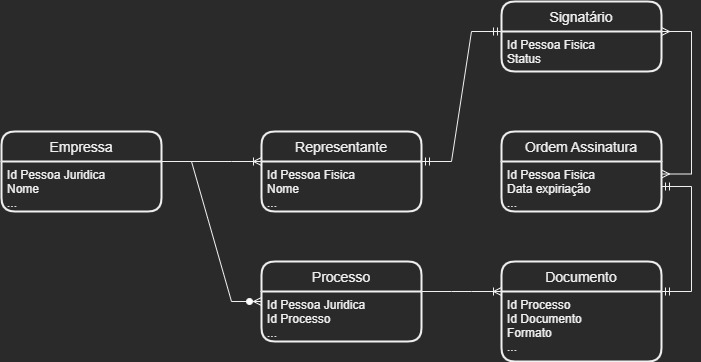 Signatário
Id Pessoa Fisica
Status
Empressa
Id Pessoa Juridica
Nome
...
Representante
Id Pessoa Fisica
Nome
...
Ordem Assinatura
Id Pessoa Fisica
Data expiriação
...
Processo
Id Pessoa Juridica
Id Processo
...
Documento
Id Processo
Id Documento
Formato
...